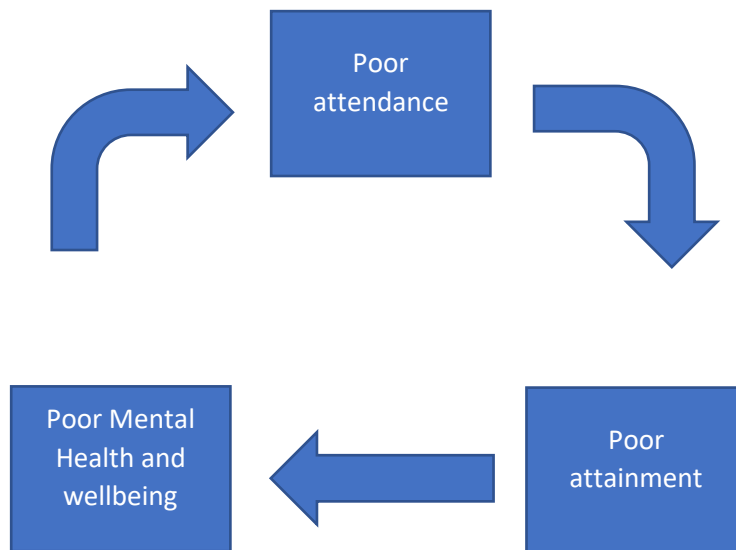 Poor
attendance
Poor Mental
Health and
wellbeing
Poor
attainment